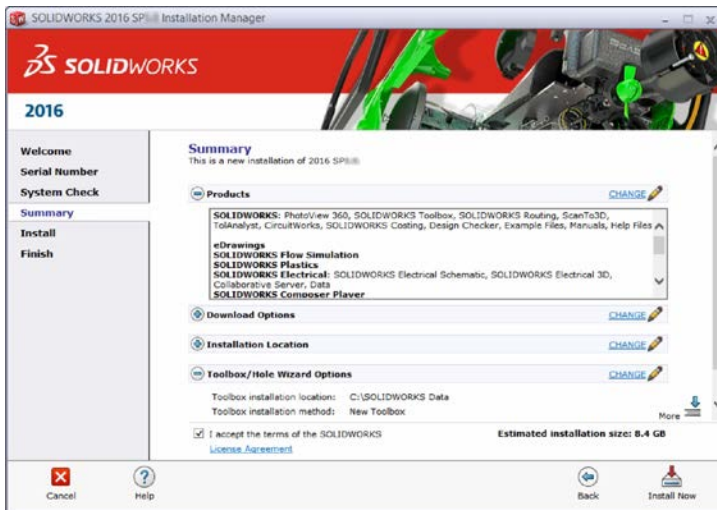 SOLIDWORKS 2016 SP Installation Manager
SOLIDWORKS
2016
Welcome
Serial Number
System Check
Summary
Install
Finish
Summary
This is a new installation of 2016 SP
Products
CHANGE
SOLIDWORKS: PhotoView 360, SOLIDWORKS Toolbox, SOLIDWORKS Routing, ScanTo3D,
TolAnalyst, CircuitWorks, SOLIDWORKS Costing, Design Checker, Example Files, Manuals, Help Files
eDrawings
SOLIDWORKS Flow Simulation
SOLIDWORKS Plastics
SOLIDWORKS Electrical: SOLIDWORKS Electrical Schematic, SOLIDWORKS Electrical 3D,
Collaborative Server, Data
SOLIDWORKS Composer Player
Download Options
CHANGE
Installation Location
CHANGE
Toolbox/Hole Wizard Options
CHANGE
Toolbox installation location: C:\SOLIDWORKS Data
Toolbox installation method: New Toolbox
More
I accept the terms of the SOLIDWORKS
License Agreement
Estimated installation size: 8.4 GB
Cancel
Help
Back
Install Now